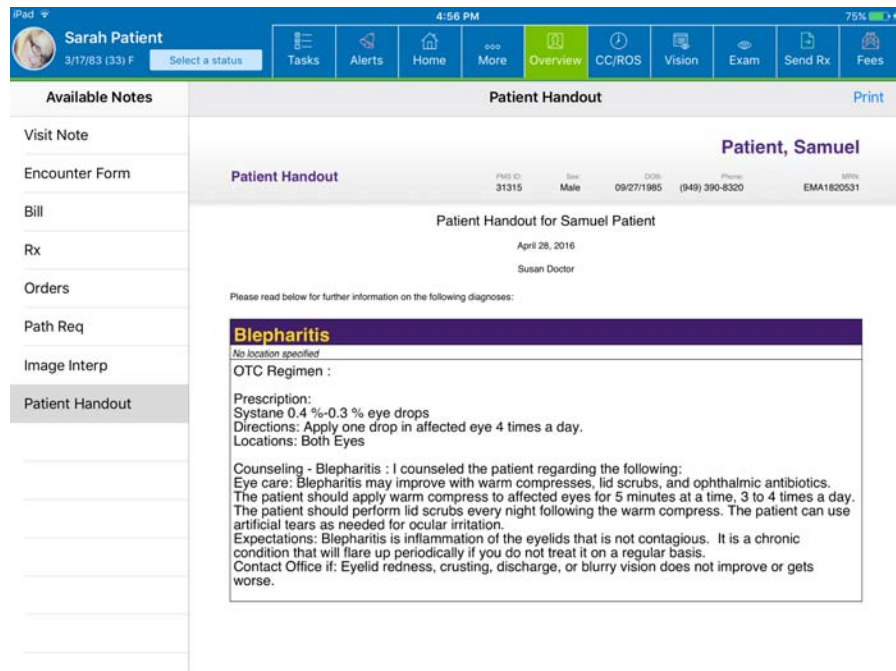 iPad
4:56 PM
75%
Sarah Patient
3/17/83 (33) F
Select a status
Tasks
Alerts
Home
More
Overview
CC/ROS
Vision
Exam
Send Rx
Fees
Available Notes
Patient Handout
Print
Visit Note
Encounter Form
Bill
Rx
Orders
Path Req
Image Interp
Patient Handout
Patient, Samuel
Patient Handout
PMS ID: Sex: DOB: Phone: MRN:
31315 Male 09/27/1985 (949) 390-8320 EMA1820531
Patient Handout for Samuel Patient
April 28, 2016
Susan Doctor
Please read below for further information on the following diagnoses:
Blepharitis
No location specified
OTC Regimen :
Prescription:
Systane 0.4 %-0.3 % eye drops
Directions: Apply one drop in affected eye 4 times a day.
Locations: Both Eyes
Counseling - Blepharitis : I counseled the patient regarding the following:
Eye care: Blepharitis may improve with warm compresses, lid scrubs, and ophthalmic antibiotics.
The patient should apply warm compress to affected eyes for 5 minutes at a time, 3 to 4 times a day.
The patient should perform lid scrubs every night following the warm compress. The patient can use
artificial tears as needed for ocular irritation.
Expectations: Blepharitis is inflammation of the eyelids that is not contagious. It is a chronic
condition that will flare up periodically if you do not treat it on a regular basis.
Contact Office if: Eyelid redness, crusting, discharge, or blurry vision does not improve or gets
worse.